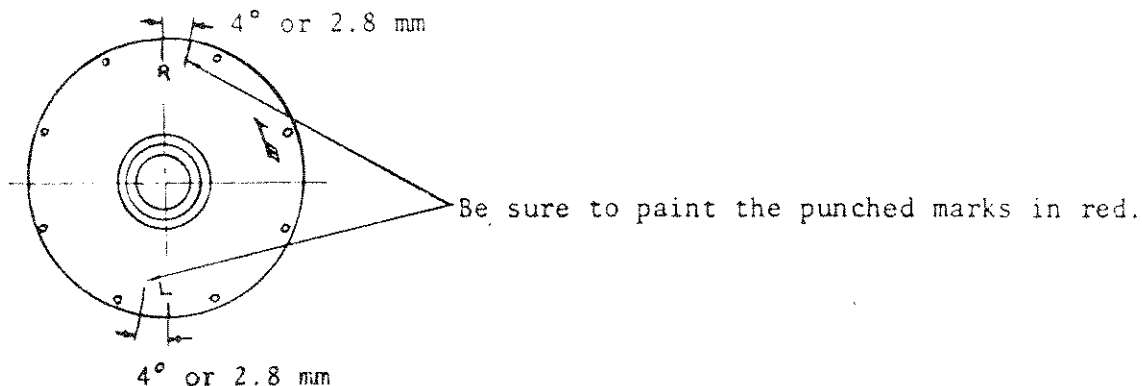 4° or 2.8 mm
R
Be sure to paint the punched marks in red.
L
4° or 2.8 mm